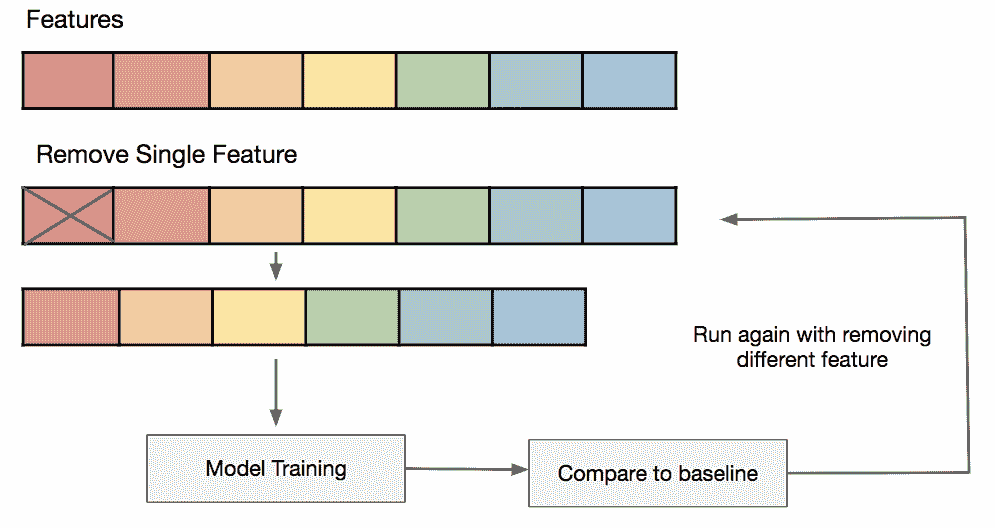 Features
Remove Single Feature
Run again with removing
different feature
Model Training
Compare to baseline